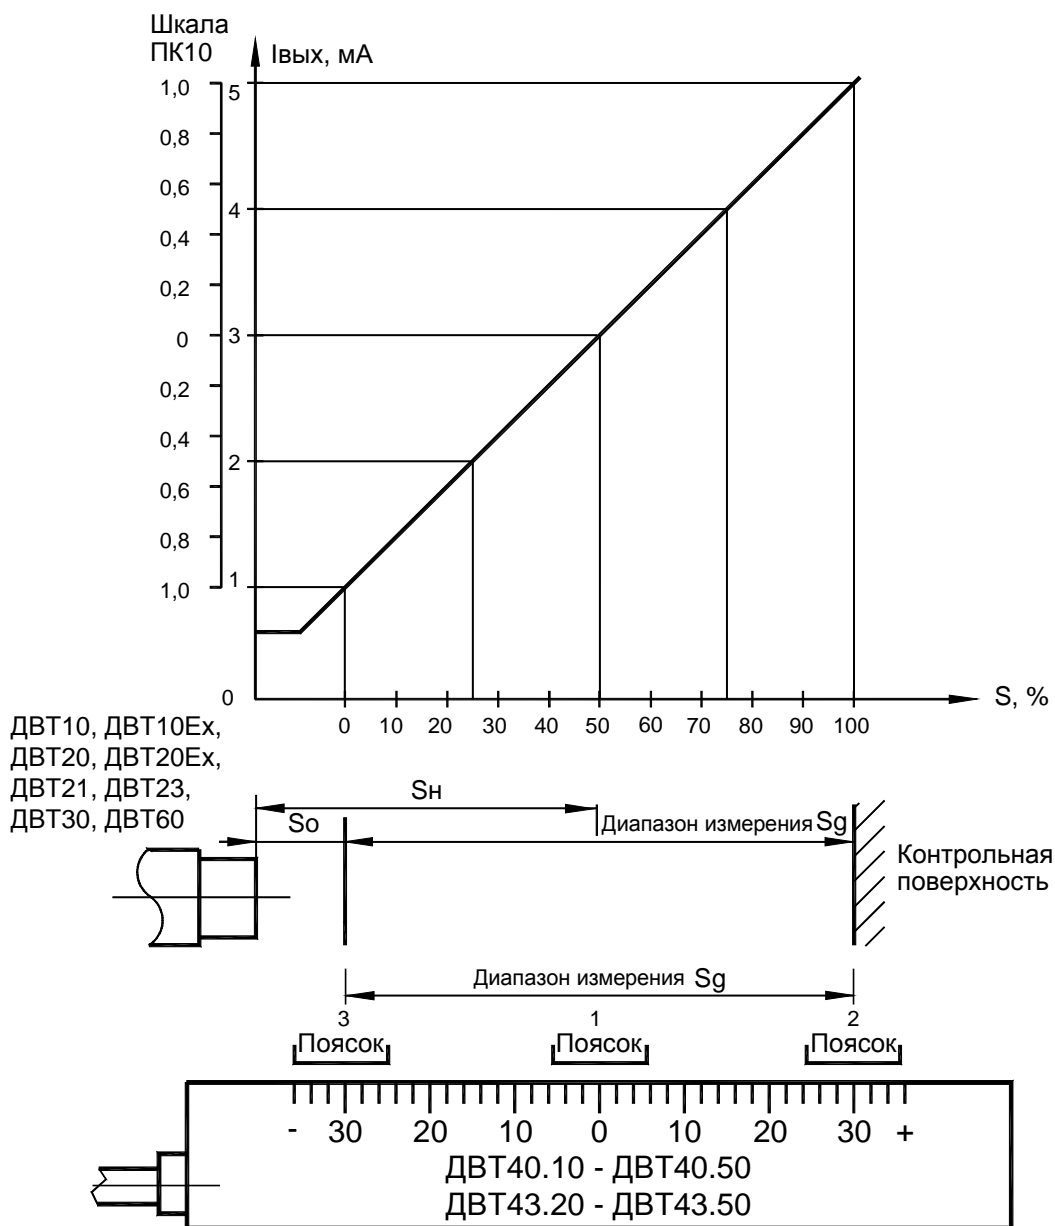 Шкала
ПК10
Iвых, мА
1,0
5
0,8
0,6
4
0,4
0,2
0
3
0,2
0,4
2
0,6
0,8
1,0
1
0
S, %
0 10 20 30 40 50 60 70 80 90 100
ДВТ10, ДВТ10Ех,
ДВТ20, ДВТ20Ех,
ДВТ21, ДВТ23,
ДВТ30, ДВТ60
Sн
Sо
Диапазон измерения Sg
Контрольная
поверхность
Диапазон измерения Sg
3 1 2
Поясок Поясок Поясок
- 30 20 10 0 10 20 30 +
ДВТ40.10 - ДВТ40.50
ДВТ43.20 - ДВТ43.50